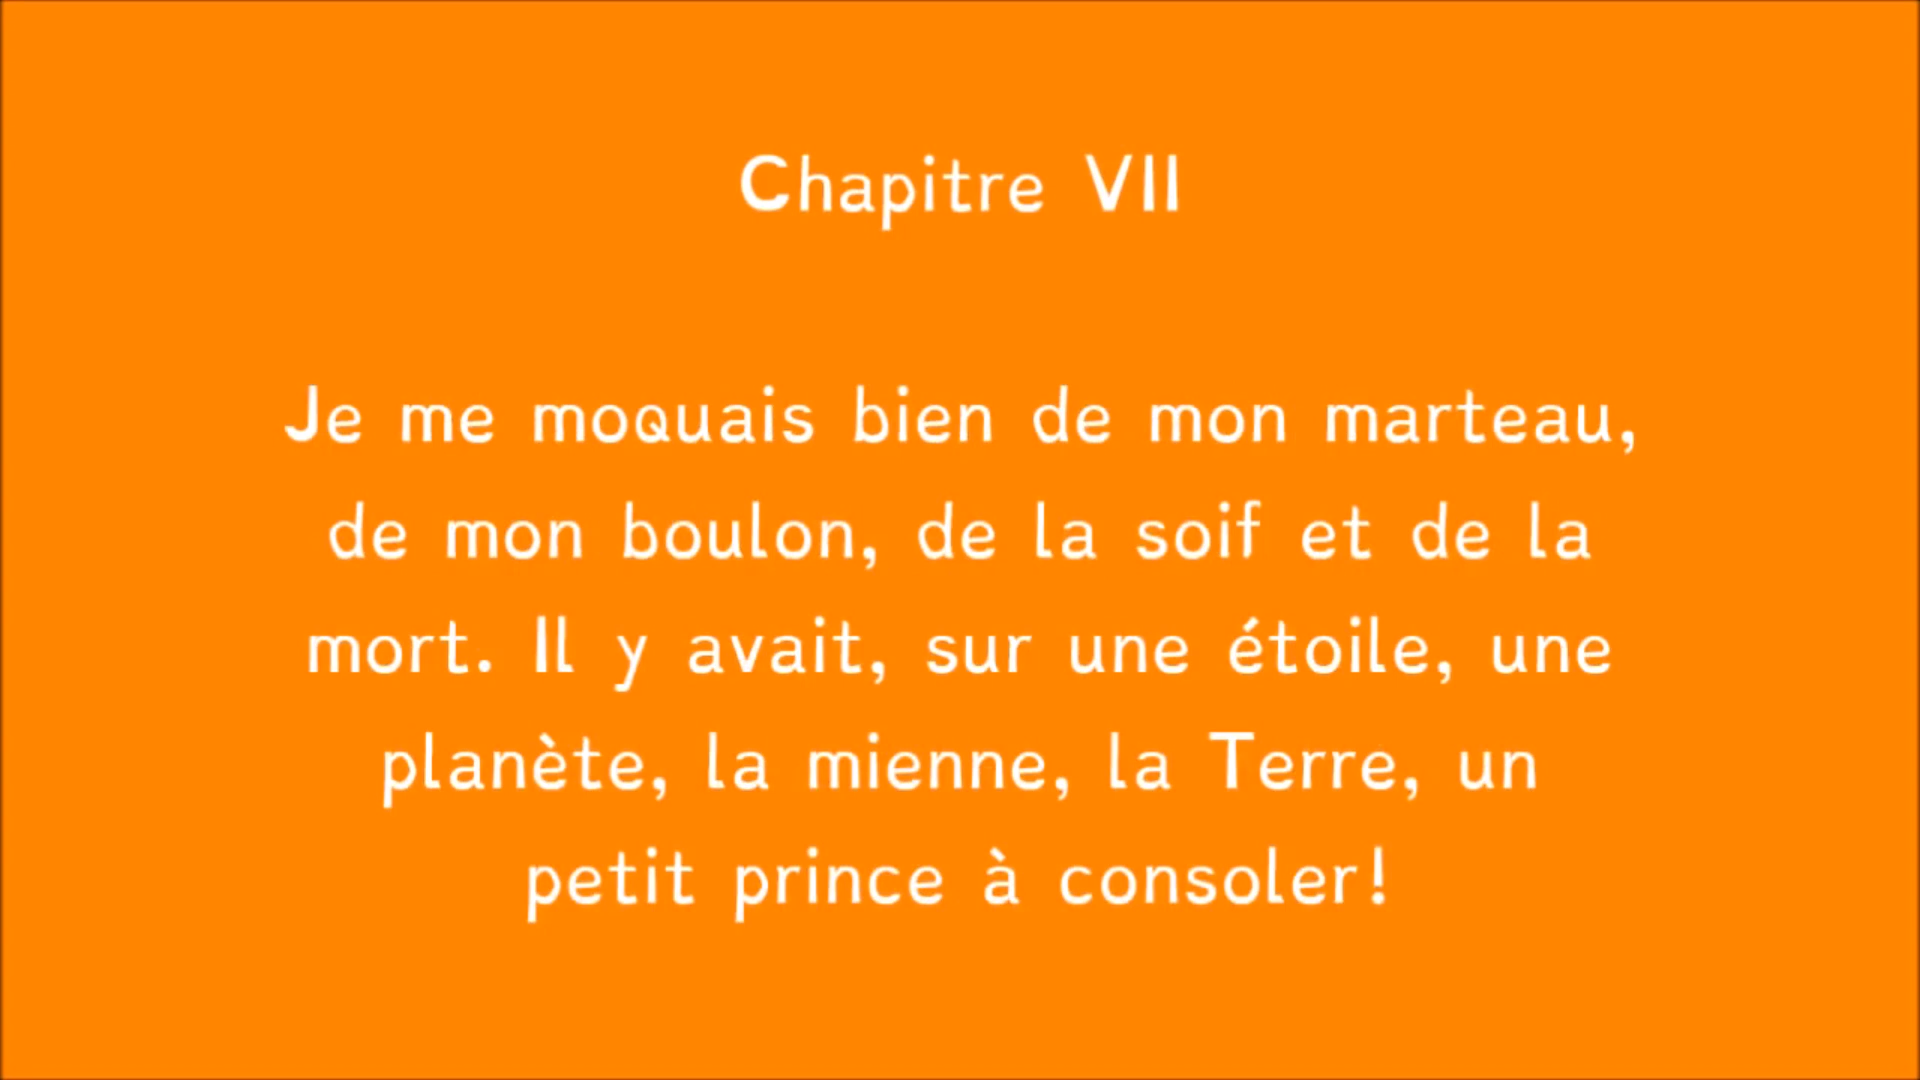 Chapitre VII
Je me moquais bien de mon marteau,
de mon boulon, de la soif et de la
mort. Il y avait, sur une étoile, une
planète, la mienne, la Terre, un
petit prince à consoler!